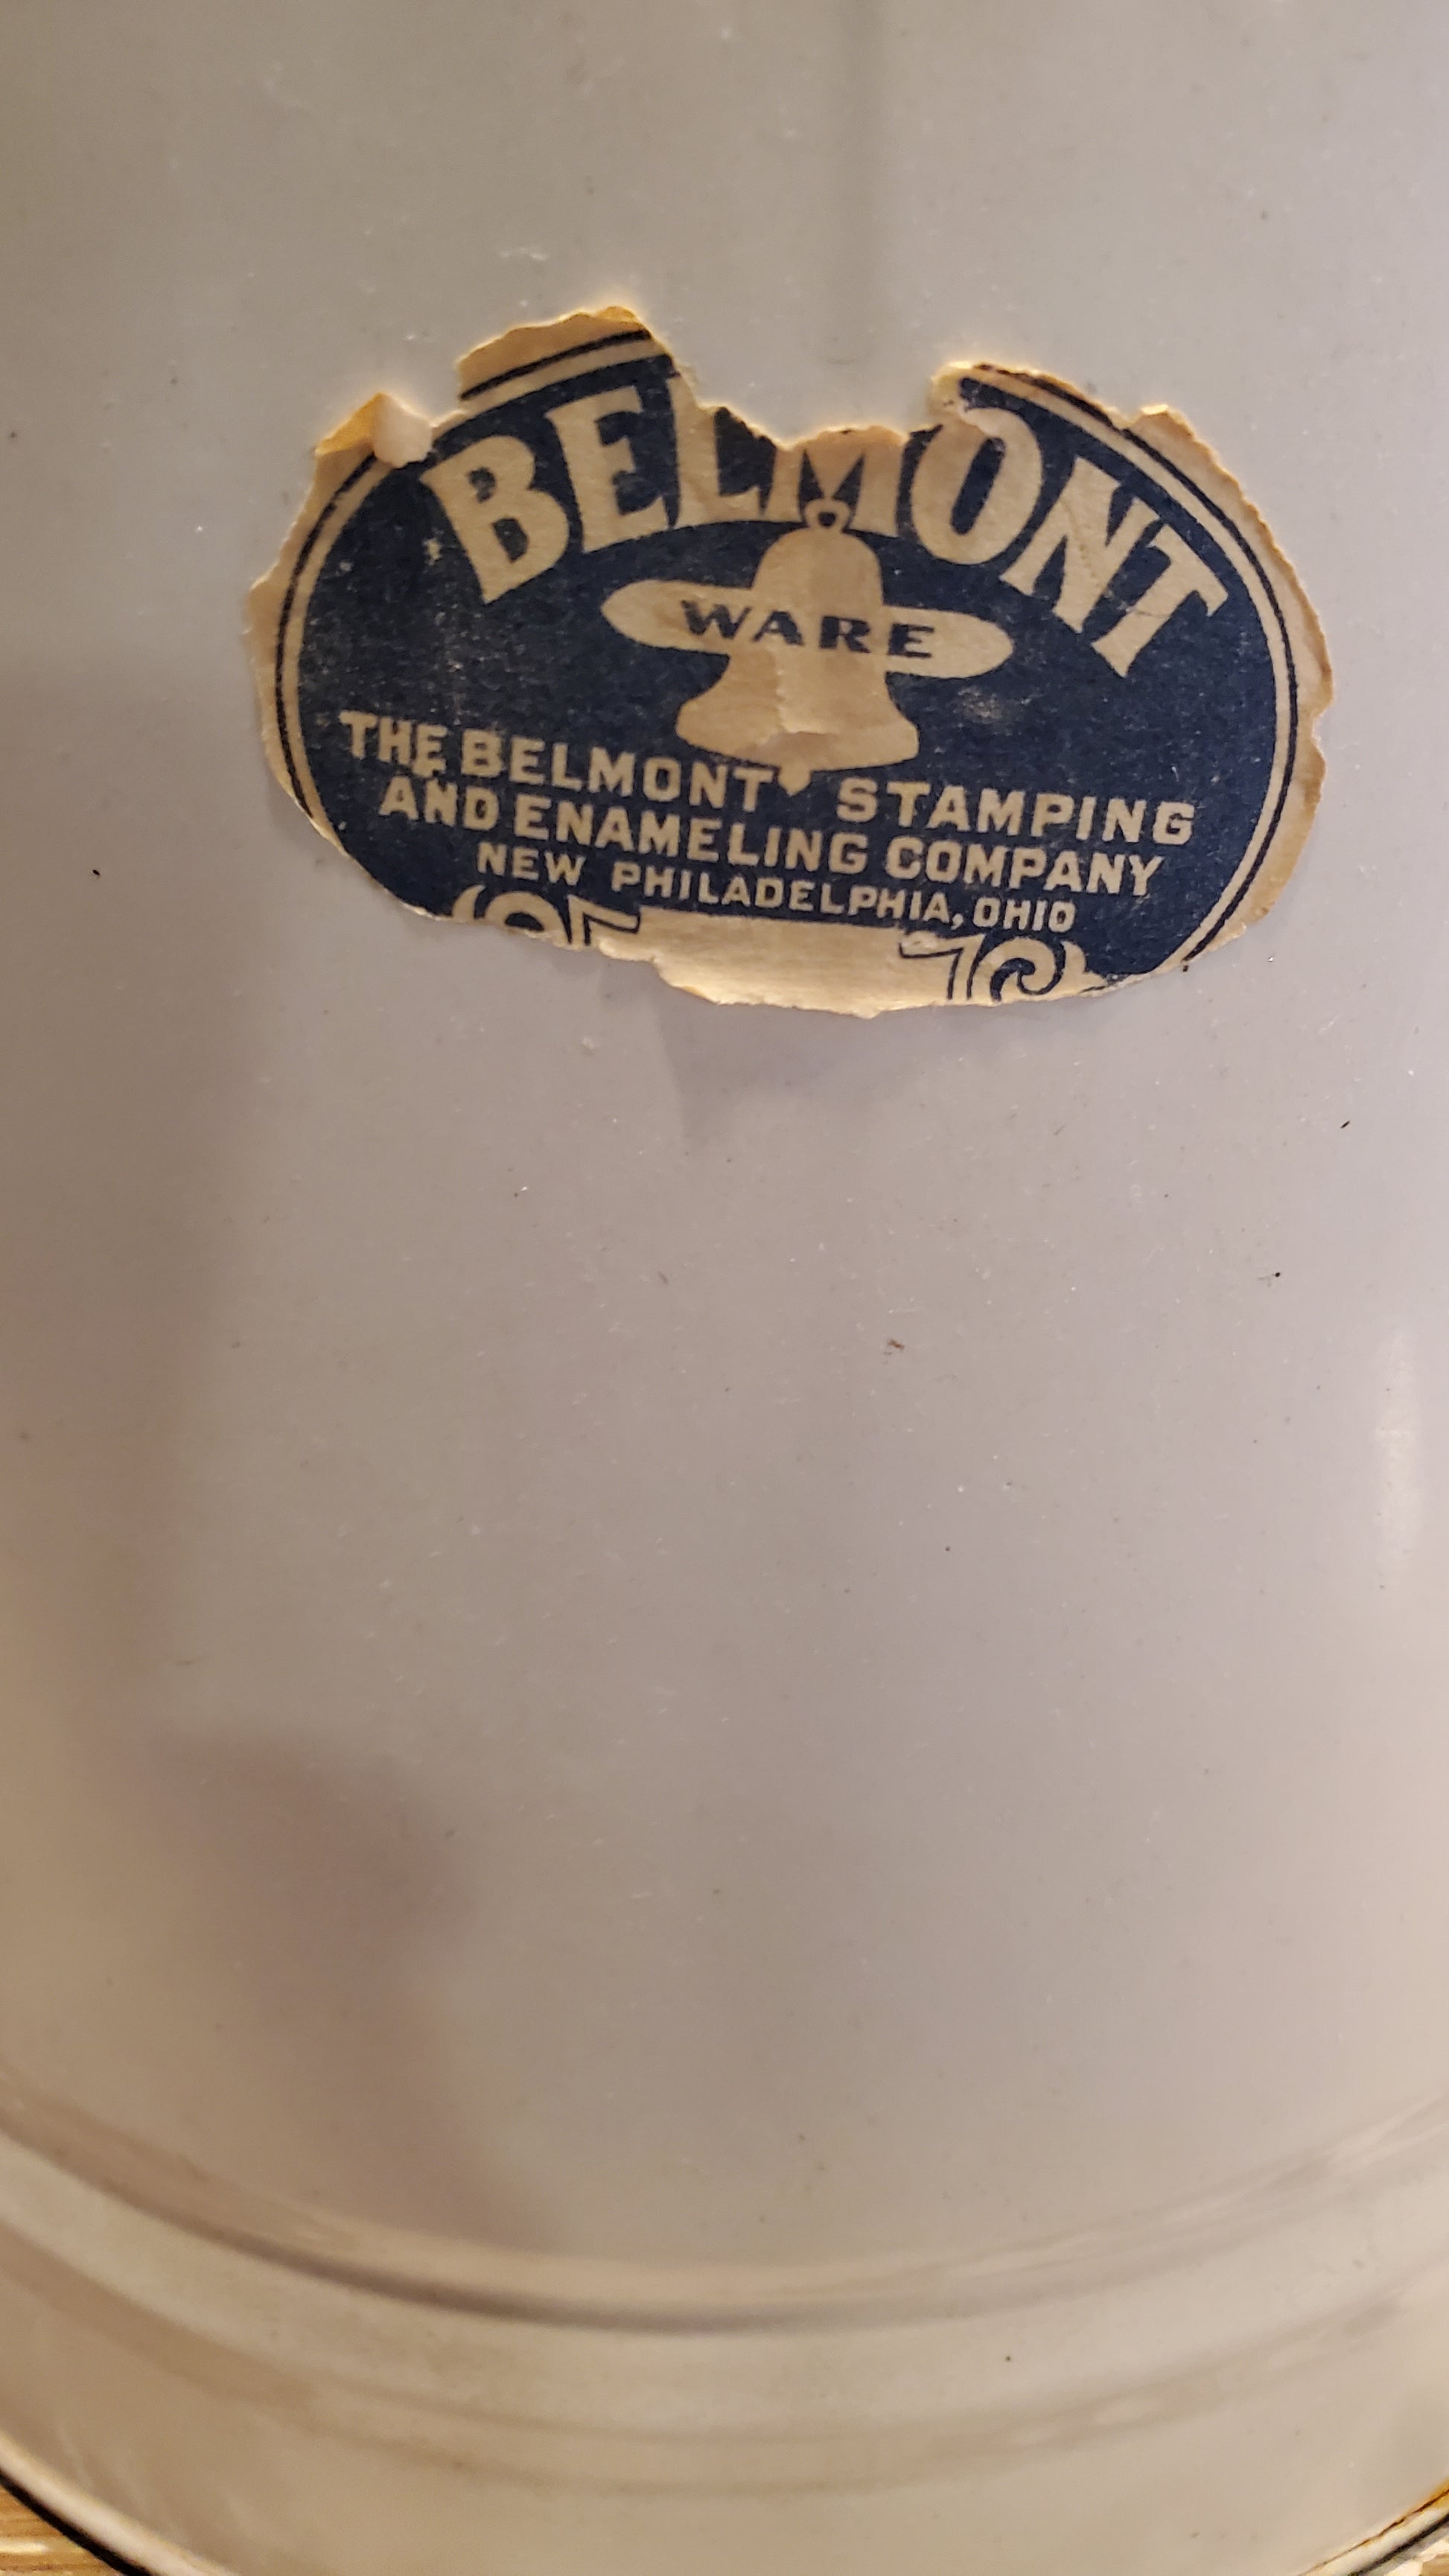 BELMONT
WARE
THE BELMONT STAMPING
AND ENAMELING COMPANY
NEW PHILADELPHIA, OHIO